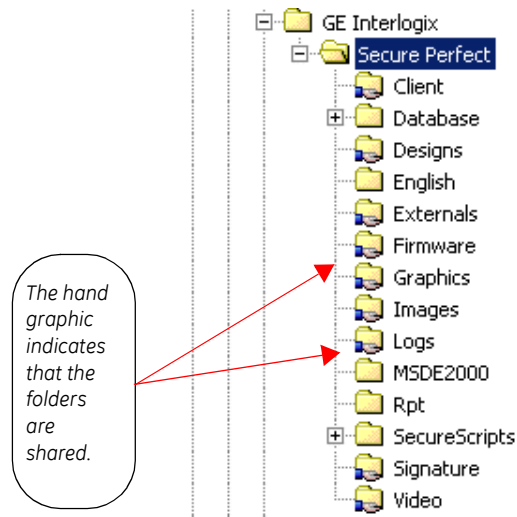 GE Interlogix
Secure Perfect
Client
Database
Designs
English
Externals
Firmware
Graphics
Images
Logs
MSDE2000
Rpt
SecureScripts
Signature
Video
The hand
graphic
indicates
that the
folders
are
shared.